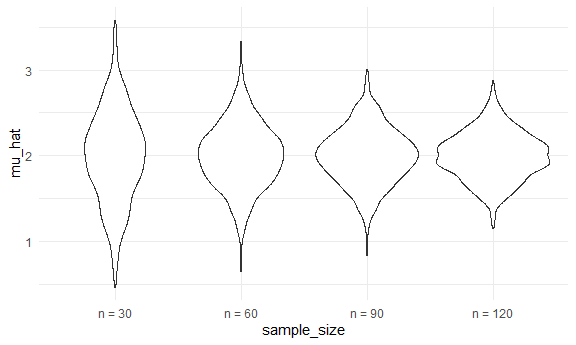 3
2
1
mu_hat
n = 30
n = 60
n = 90
n = 120
sample_size